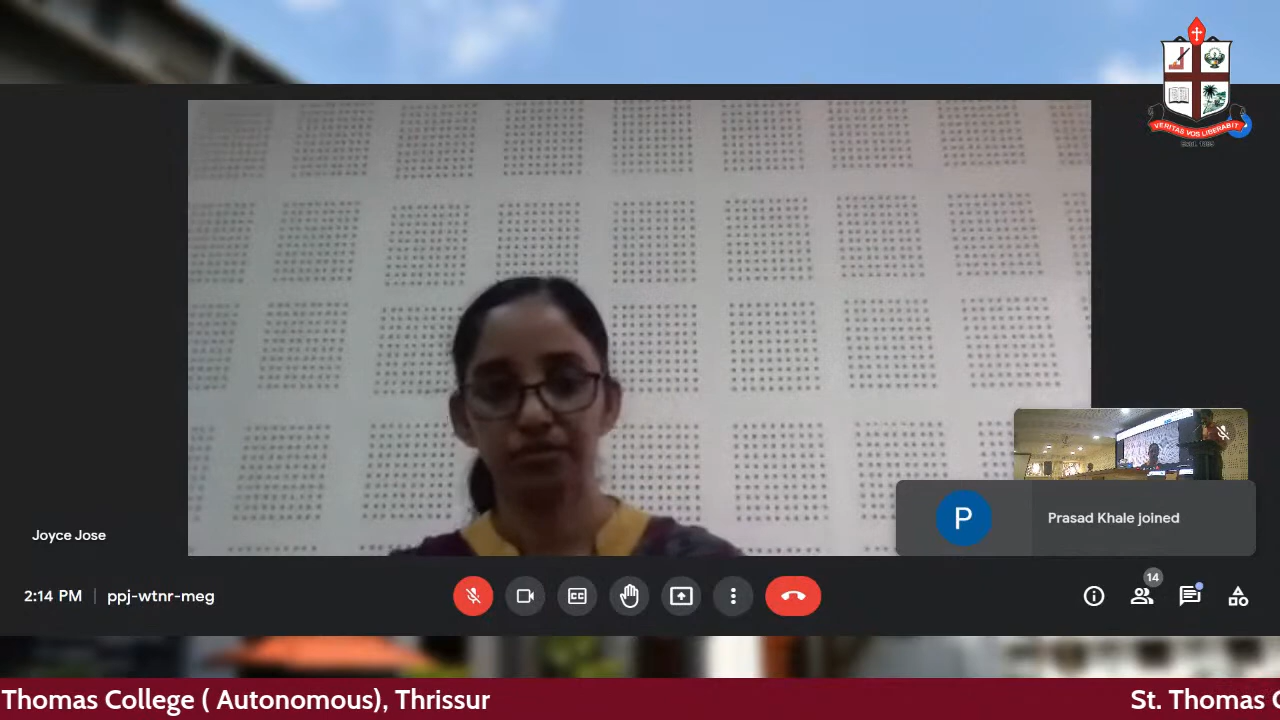 VERITAS VOS LIBERABIT
P
Prasad Khale joined
Joyce Jose
2:14 PM | ppj-wtnr-meg
CC
14
Thomas College ( Autonomous), Thrissur
St. Thomas C